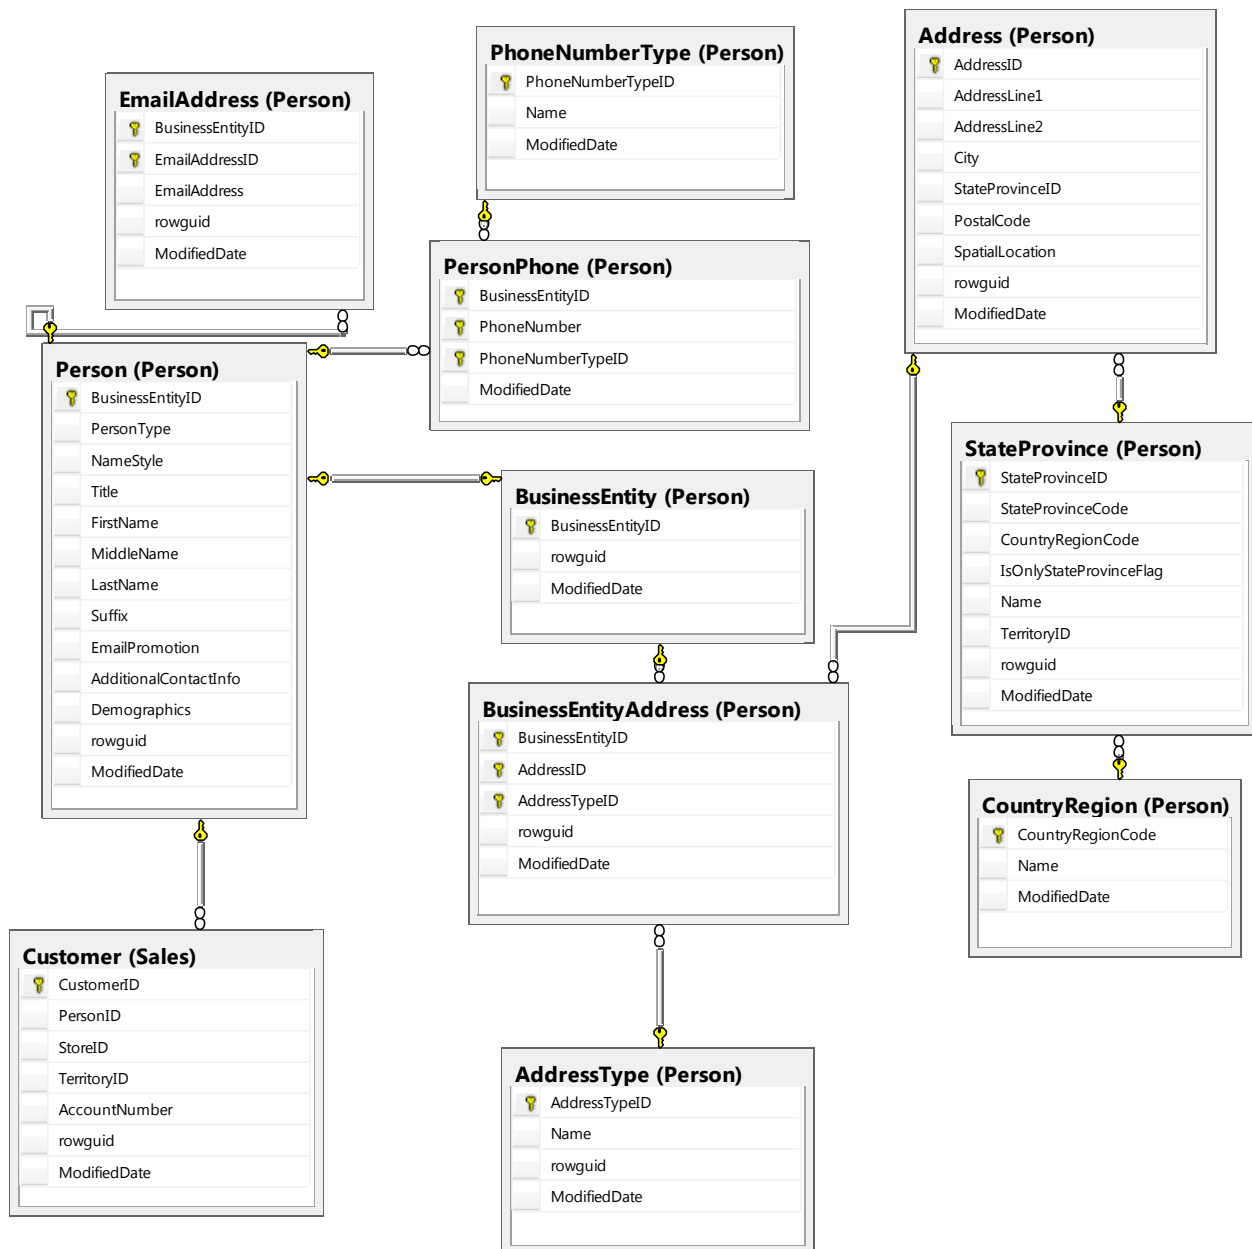 PhoneNumberType (Person)
PhoneNumberTypeID
Name
ModifiedDate
Address (Person)
AddressID
AddressLine1
AddressLine2
City
StateProvinceID
PostalCode
SpatialLocation
rowguid
ModifiedDate
EmailAddress (Person)
BusinessEntityID
EmailAddressID
EmailAddress
rowguid
ModifiedDate
PersonPhone (Person)
BusinessEntityID
PhoneNumber
PhoneNumberTypeID
ModifiedDate
Person (Person)
BusinessEntityID
PersonType
NameStyle
Title
FirstName
MiddleName
LastName
Suffix
EmailPromotion
AdditionalContactInfo
Demographics
rowguid
ModifiedDate
StateProvince (Person)
StateProvinceID
StateProvinceCode
CountryRegionCode
IsOnlyStateProvinceFlag
Name
TerritoryID
rowguid
ModifiedDate
BusinessEntity (Person)
BusinessEntityID
rowguid
ModifiedDate
BusinessEntityAddress (Person)
BusinessEntityID
AddressID
AddressTypeID
rowguid
ModifiedDate
CountryRegion (Person)
CountryRegionCode
Name
ModifiedDate
Customer (Sales)
CustomerID
PersonID
StoreID
TerritoryID
AccountNumber
rowguid
ModifiedDate
AddressType (Person)
AddressTypeID
Name
rowguid
ModifiedDate